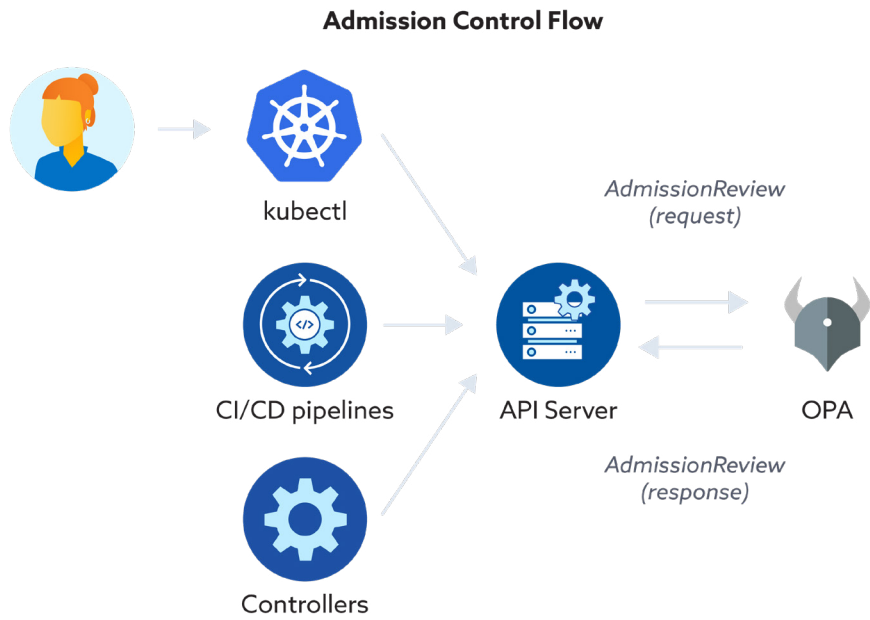 Admission Control Flow
kubectl
AdmissionReview
(request)
</>
CI/CD pipelines
API Server
OPA
AdmissionReview
(response)
Controllers